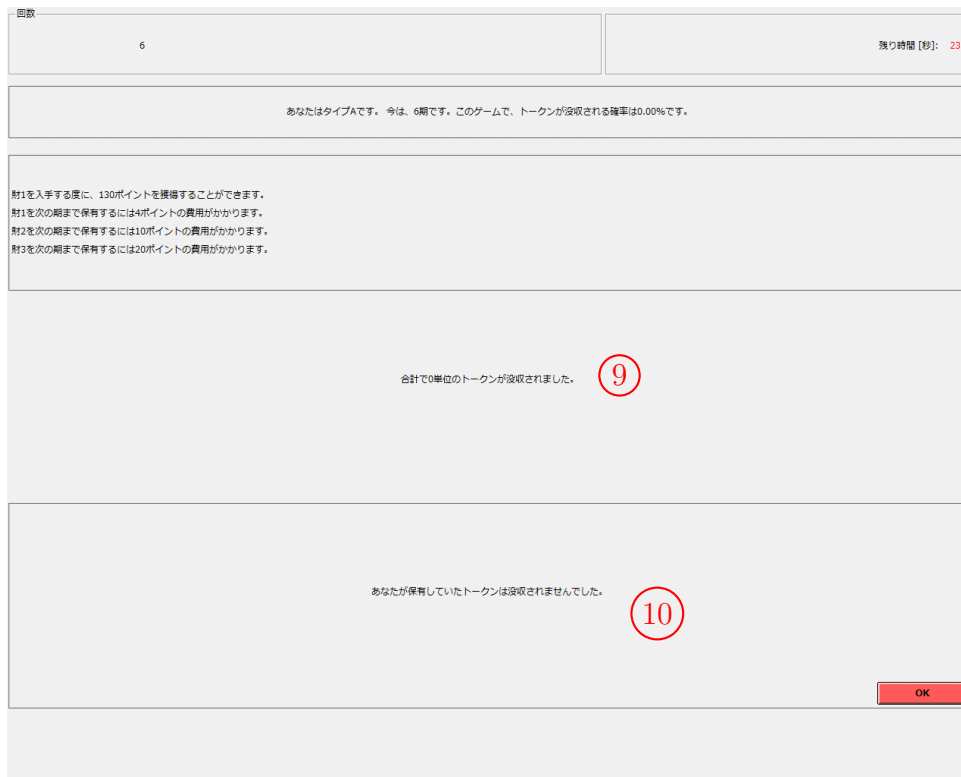 回数
6
残り時間 [秒]: 23
あなたはタイプAです。 今は、6期です。このゲームで、トークンが没収される確率は0.00%です。
財1を入手する度に、130ポイントを獲得することができます。
財1を次の期まで保有するには4ポイントの費用がかかります。
財2を次の期まで保有するには10ポイントの費用がかかります。
財3を次の期まで保有するには20ポイントの費用がかかります。
合計で0単位のトークンが没収されました。 9
あなたが保有していたトークンは没収されませんでした。
10
OK